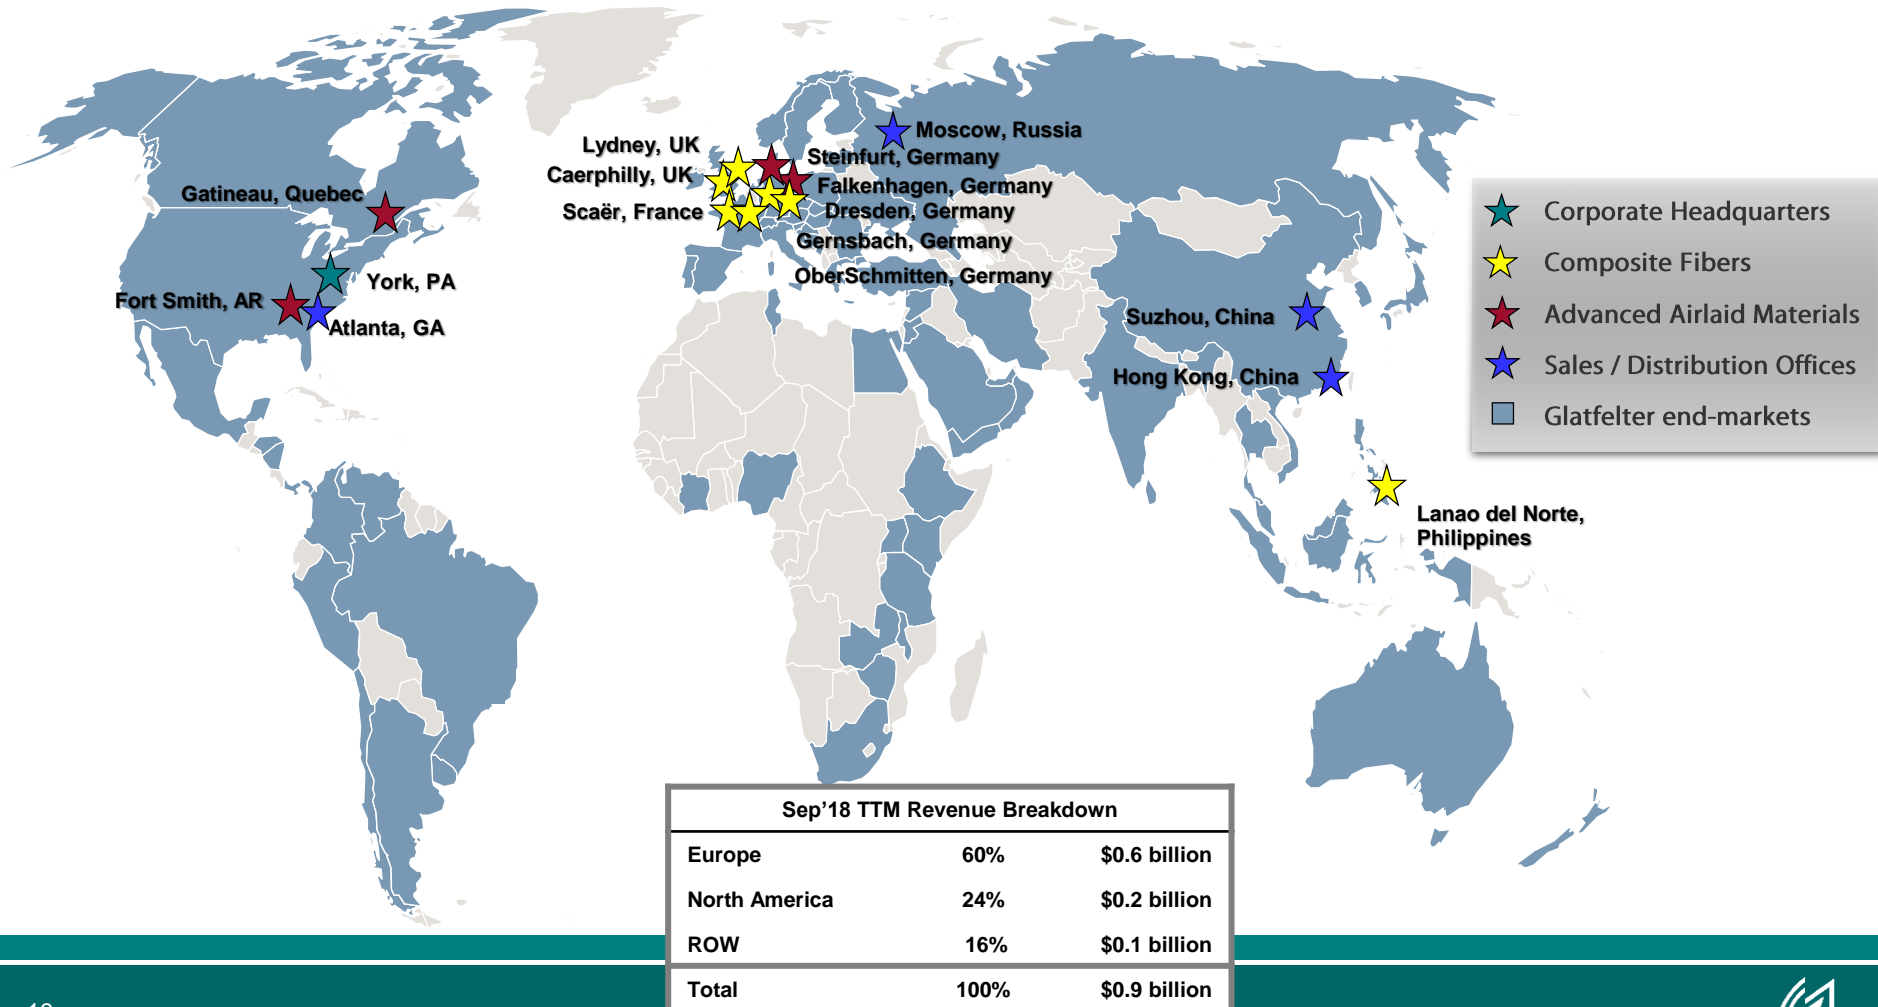 Lydney, UK
Caerphilly, UK
Scaër, France
Moscow, Russia
Steinfurt, Germany
Falkenhagen, Germany
Dresden, Germany
Gernsbach, Germany
OberSchmitten, Germany
Gatineau, Quebec
York, PA
Fort Smith, AR
Atlanta, GA
Suzhou, China
Hong Kong, China
Lanao del Norte,
Philippines
Corporate Headquarters
Composite Fibers
Advanced Airlaid Materials
Sales / Distribution Offices
Glatfelter end-markets
Sep’18 TTM Revenue Breakdown
Europe 60% $0.6 billion
North America 24% $0.2 billion
ROW 16% $0.1 billion
Total 100% $0.9 billion